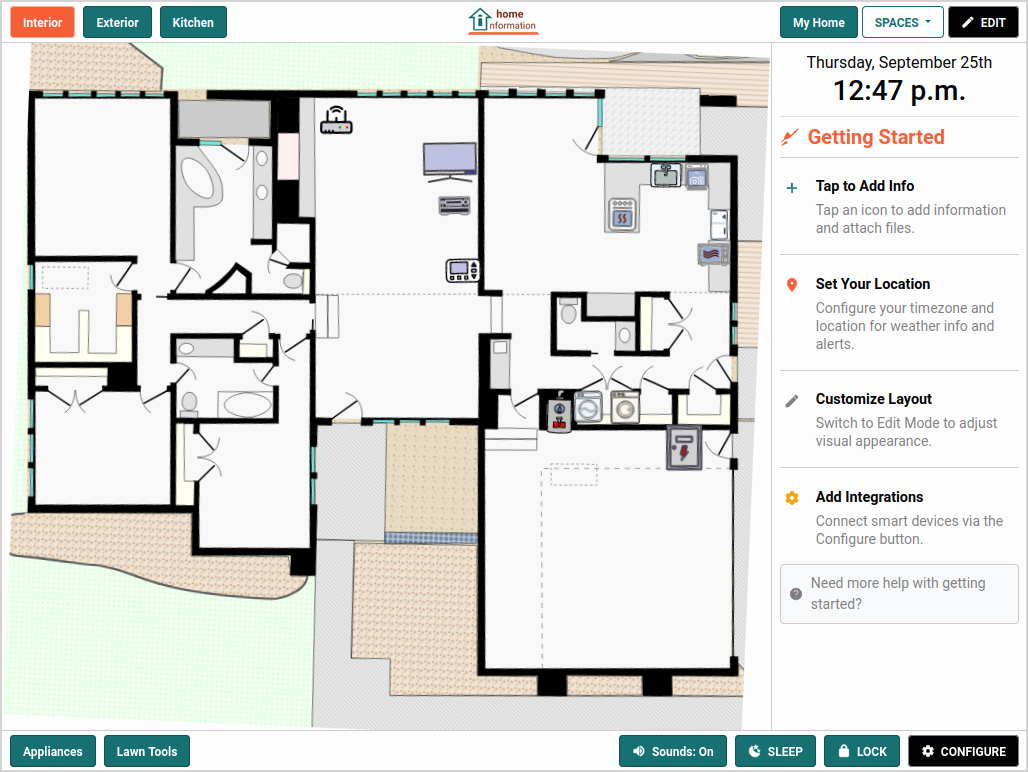 Interior
Exterior
Kitchen
home
information
My Home
SPACES
EDIT
Thursday, September 25th
12:47 p.m.
Getting Started
Tap to Add Info
Tap an icon to add information
and attach files.
Set Your Location
Configure your timezone and
location for weather info and
alerts.
Customize Layout
Switch to Edit Mode to adjust
visual appearance.
Add Integrations
Connect smart devices via the
Configure button.
Need more help with getting
started?
Appliances
Lawn Tools
Sounds: On
SLEEP
LOCK
CONFIGURE